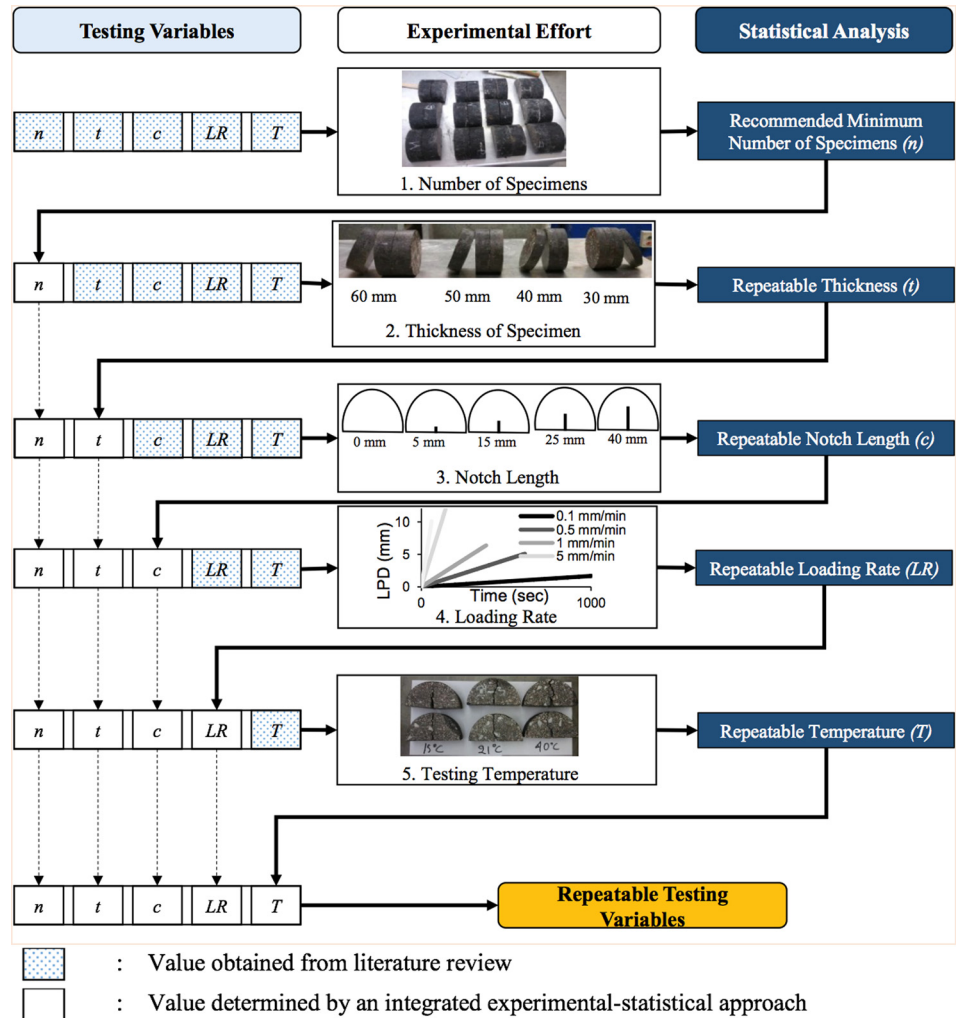 Testing Variables
Experimental Effort
Statistical Analysis
n t c LR T
1. Number of Specimens
Recommended Minimum
Number of Specimens (n)
n t c LR T
60 mm 50 mm 40 mm 30 mm
2. Thickness of Specimen
Repeatable Thickness (t)
n t c LR T
0 mm 5 mm 15 mm 25 mm 40 mm
3. Notch Length
Repeatable Notch Length (c)
n t c LR T
LPD (mm)
10
5
0
0.1 mm/min
0.5 mm/min
1 mm/min
5 mm/min
0 Time (sec) 1000
4. Loading Rate
Repeatable Loading Rate (LR)
n t c LR T
21°C 40°C
5. Testing Temperature
Repeatable Temperature (T)
n t c LR T
Repeatable Testing
Variables
: Value obtained from literature review
: Value determined by an integrated experimental-statistical approach